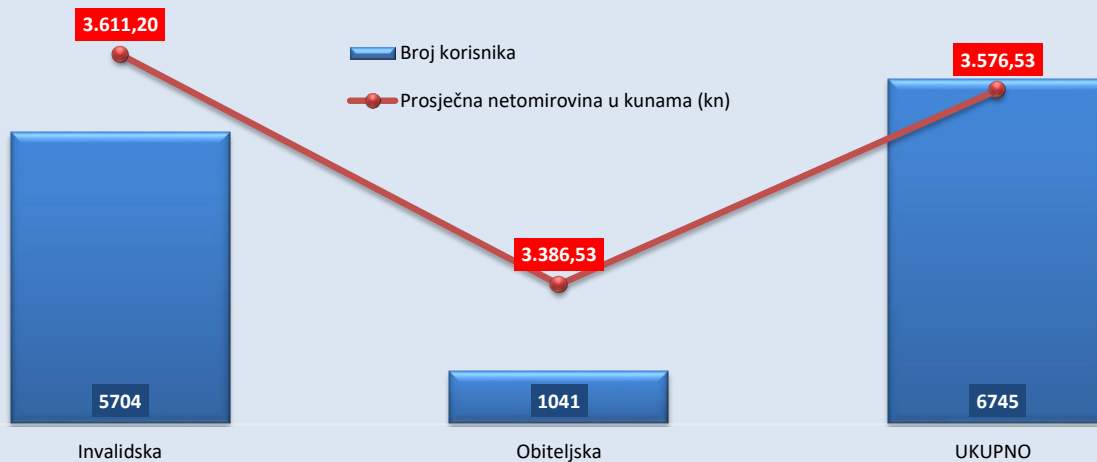 3.611,20
Broj korisnika
3.576,53
Prosječna netomirovina u kunama (kn)
3.386,53
5704
1041
6745
Invalidska
Obiteljska
UKUPNO